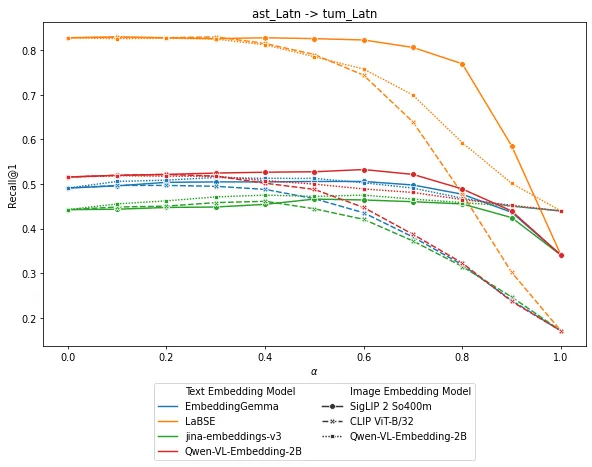 ast_Latn -> tum_Latn
Recall@1
0.8
0.7
0.6
0.5
0.4
0.3
0.2
0.0 0.2 0.4 0.6 0.8 1.0
α
Text Embedding Model Image Embedding Model
EmbeddingGemma SigLIP 2 So400m
LaBSE CLIP ViT-B/32
jina-embeddings-v3 Qwen-VL-Embedding-2B
Qwen-VL-Embedding-2B